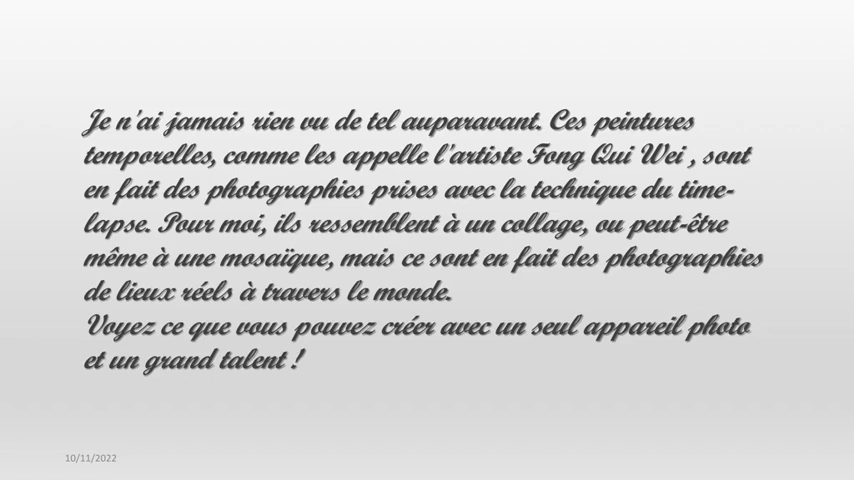 Je n'ai jamais rien vu de tel auparavant. Ces peintures
temporelles, comme les appelle l'artiste Fong Qui Wei , sont
en fait des photographies prises avec la technique du time-
lapse. Pour moi, ils ressemblent à un collage, ou peut-être
même à une mosaïque, mais ce sont en fait des photographies
de lieux réels à travers le monde.
Voyez ce que vous pouvez créer avec un seul appareil photo
et un grand talent !
10/11/2022